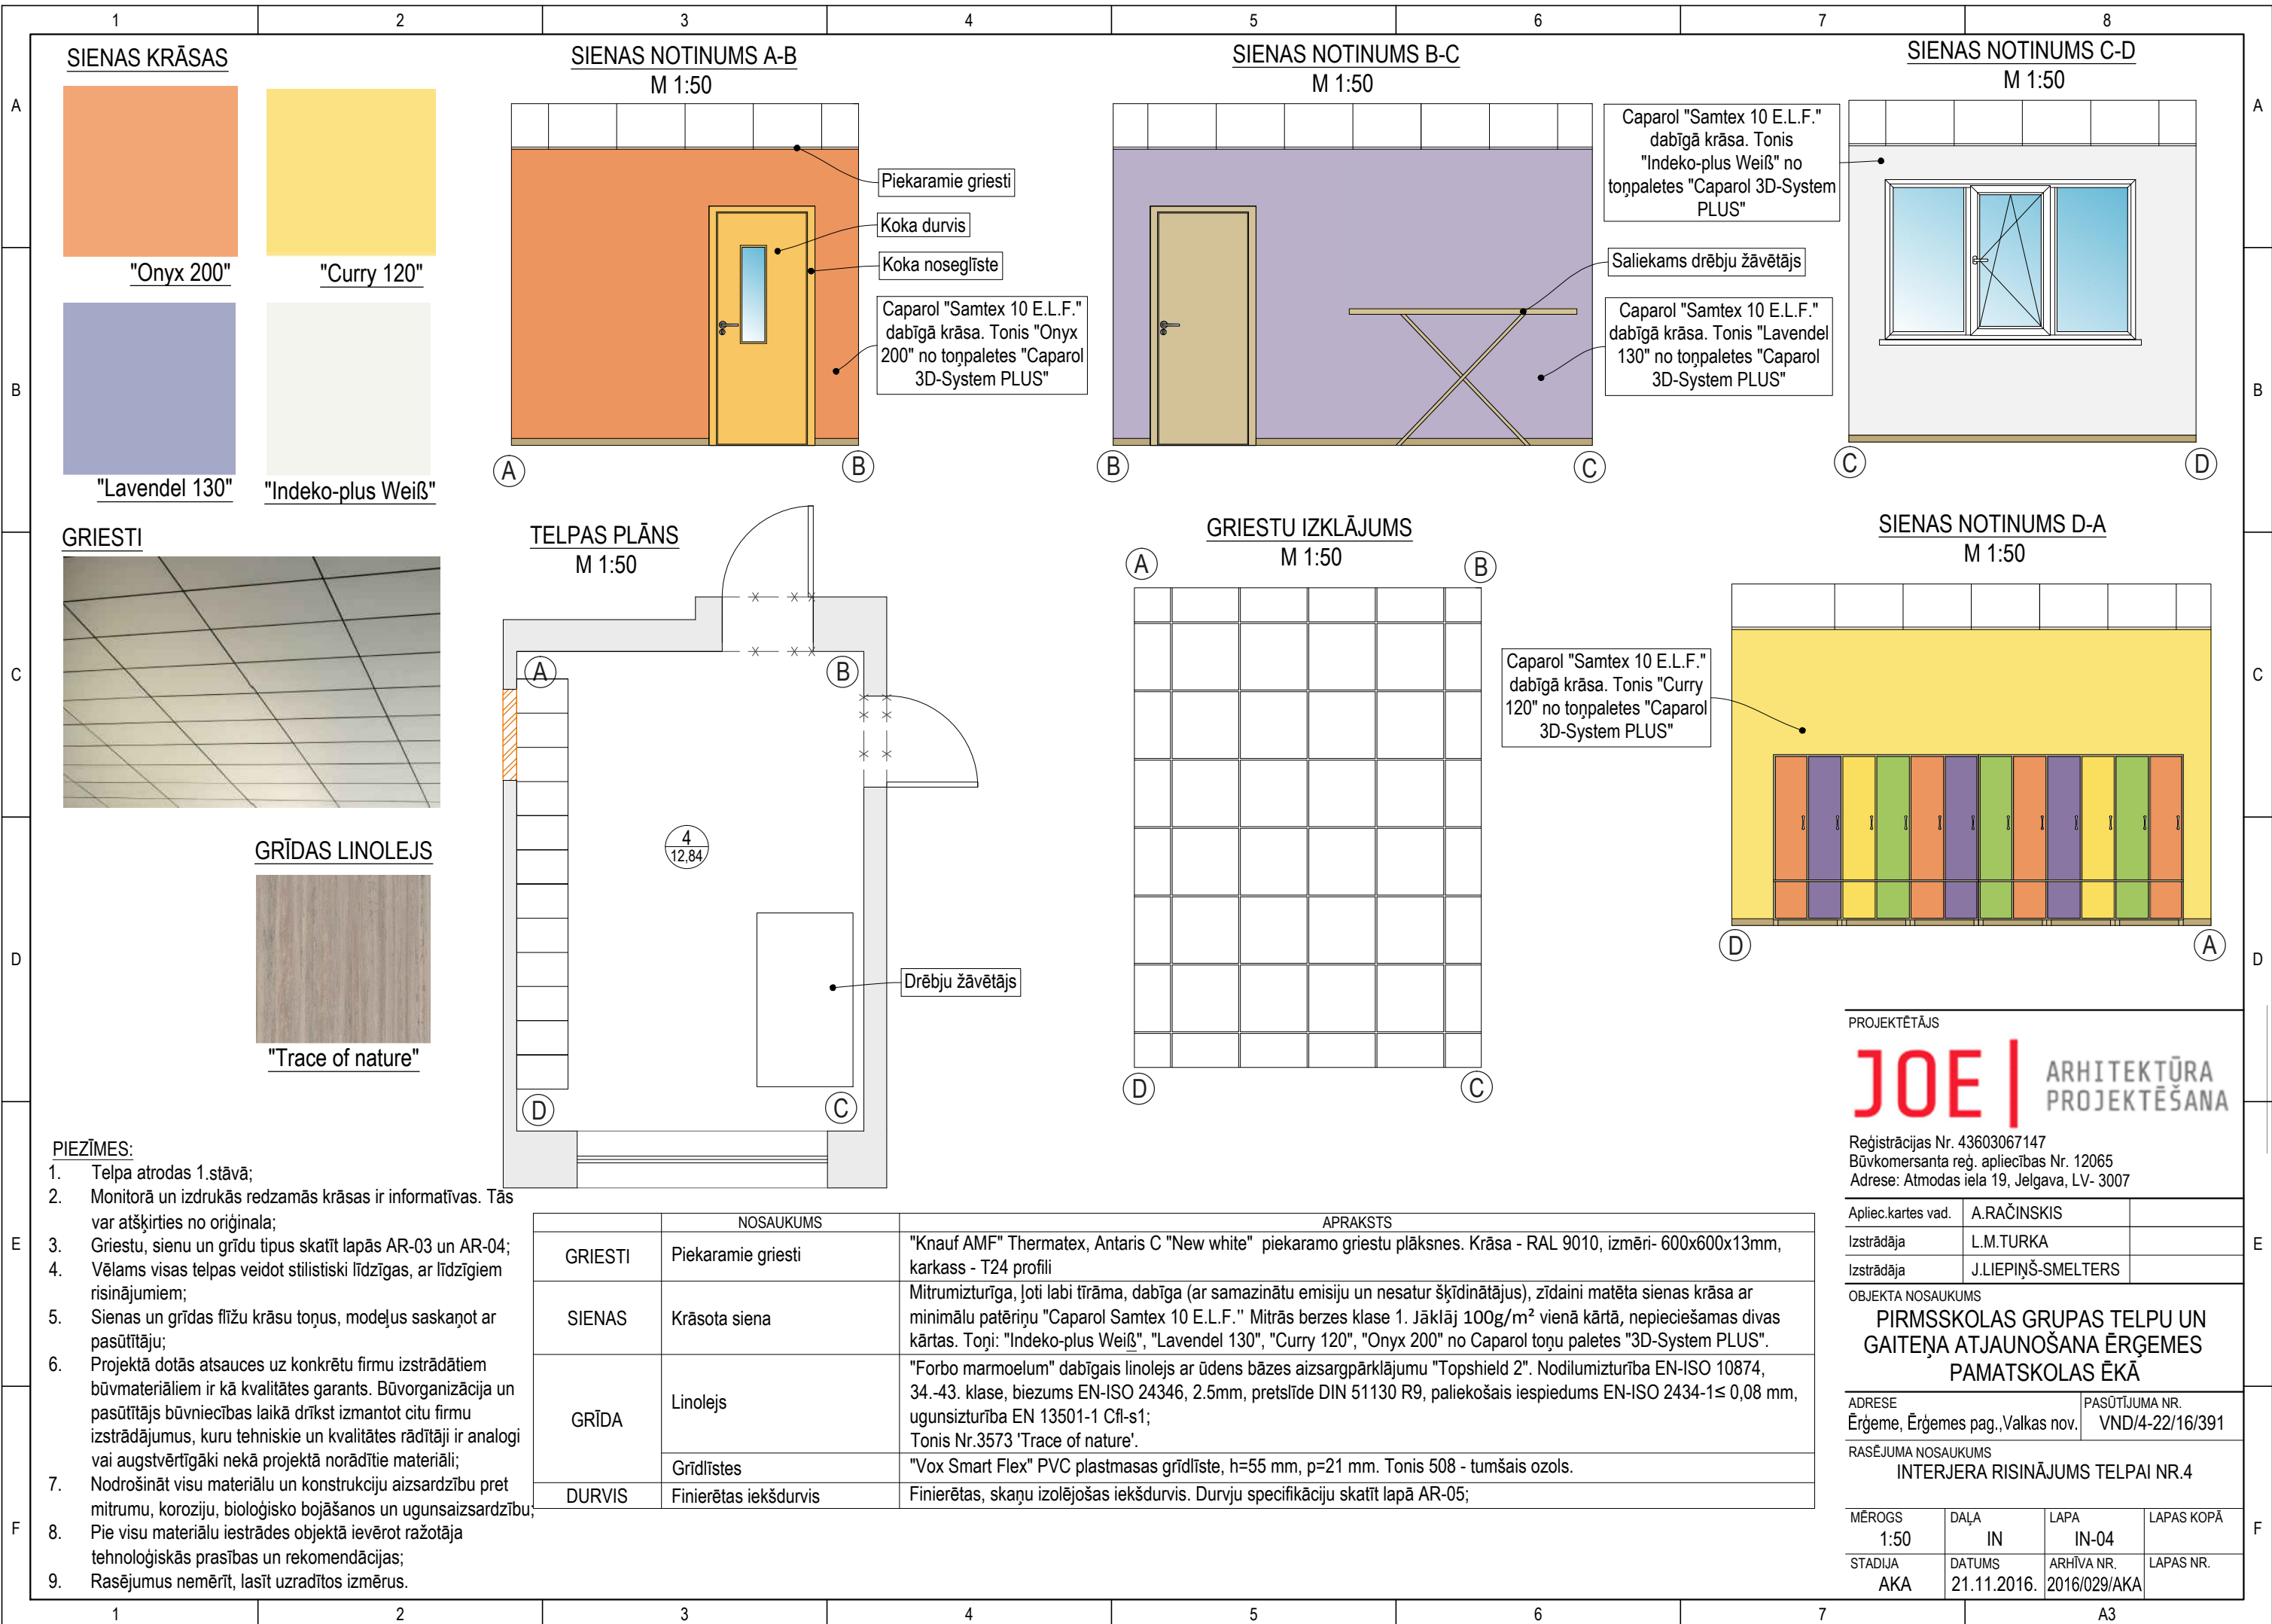 1 2 3 4 5 6 7 8
A
B
C
D
E
F
A
B
C
D
E
F
SIENAS KRĀSAS
"Onyx 200"
"Curry 120"
"Lavendel 130"
"Indeko-plus Weiß"
GRIESTI
GRĪDAS LINOLEJS
"Trace of nature"
SIENAS NOTINUMS A-B
M 1:50
Piekaramie griesti
Koka durvis
Koka noseglīste
Caparol "Samtex 10 E.L.F."
dabīgā krāsa. Tonis "Onyx
200" no toņpaletes "Caparol
3D-System PLUS"
A
B
SIENAS NOTINUMS B-C
M 1:50
Saliekams drēbju žāvētājs
Caparol "Samtex 10 E.L.F."
dabīgā krāsa. Tonis "Lavendel
130" no toņpaletes "Caparol
3D-System PLUS"
B
C
SIENAS NOTINUMS C-D
M 1:50
Caparol "Samtex 10 E.L.F."
dabīgā krāsa. Tonis
"Indeko-plus Weiß" no
toņpaletes "Caparol 3D-System
PLUS"
C
D
TELPAS PLĀNS
M 1:50
A
B
4
12,84
Drēbju žāvētājs
D
C
GRIESTU IZKLĀJUMS
M 1:50
A
B
D
C
SIENAS NOTINUMS D-A
M 1:50
Caparol "Samtex 10 E.L.F."
dabīgā krāsa. Tonis "Curry
120" no toņpaletes "Caparol
3D-System PLUS"
D
A
PIEZĪMES:
1. Telpa atrodas 1.stāvā;
2. Monitorā un izdrukās redzamās krāsas ir informatīvas. Tās
var atšķirties no oriģinala;
3. Griestu, sienu un grīdu tipus skatīt lapās AR-03 un AR-04;
4. Vēlams visas telpas veidot stilistiski līdzīgas, ar līdzīgiem
risinājumiem;
5. Sienas un grīdas flīžu krāsu toņus, modeļus saskaņot ar
pasūtītāju;
6. Projektā dotās atsauces uz konkrētu firmu izstrādātiem
būvmateriāliem ir kā kvalitātes garants. Būvorganizācija un
pasūtītājs būvniecības laikā drīkst izmantot citu firmu
izstrādājumus, kuru tehniskie un kvalitātes rādītāji ir analogi
vai augstvērtīgāki nekā projektā norādītie materiāli;
7. Nodrošināt visu materiālu un konstrukciju aizsardzību pret
mitrumu, koroziju, bioloģisko bojāšanos un ugunsaizsardzību;
8. Pie visu materiālu iestrādes objektā ievērot ražotāja
tehnoloģiskās prasības un rekomendācijas;
9. Rasējumus nemērīt, lasīt uzradītos izmērus.
NOSAUKUMS APRAKSTS
GRIESTI Piekaramie griesti
"Knauf AMF" Thermatex, Antaris C "New white" piekaramo griestu plāksnes. Krāsa - RAL 9010, izmēri- 600x600x13mm,
karkass - T24 profili
SIENAS Krāsota siena
Mitrumizturīga, ļoti labi tīrāma, dabīga (ar samazinātu emisiju un nesatur šķīdinātājus), zīdaini matēta sienas krāsa ar
minimālu patēriņu "Caparol Samtex 10 E.L.F." Mitrās berzes klase 1. Jāklāj 100g/m² vienā kārtā, nepieciešamas divas
kārtas. Toņi: "Indeko-plus Weiß", "Lavendel 130", "Curry 120", "Onyx 200" no Caparol toņu paletes "3D-System PLUS".
GRĪDA Linolejs
"Forbo marmoelum" dabīgais linolejs ar ūdens bāzes aizsargpārklājumu "Topshield 2". Nodilumizturība EN-ISO 10874,
34.-43. klase, biezums EN-ISO 24346, 2.5mm, pretslīde DIN 51130 R9, paliekošais iespiedums EN-ISO 2434-1≤ 0,08 mm,
ugunsizturība EN 13501-1 Cfl-s1;
Tonis Nr.3573 'Trace of nature'.
Grīdlīstes "Vox Smart Flex" PVC plastmasas grīdlīste, h=55 mm, p=21 mm. Tonis 508 - tumšais ozols.
DURVIS Finierētas iekšdurvis Finierētas, skaņu izolējošas iekšdurvis. Durvju specifikāciju skatīt lapā AR-05;
PROJEKTĒTĀJS
JOE | ARHITEKTŪRA
PROJEKTĒŠANA
Reģistrācijas Nr. 43603067147
Būvkomersanta reģ. apliecības Nr. 12065
Adrese: Atmodas iela 19, Jelgava, LV- 3007
Apliec.kartes vad. A.RAČINSKIS
Izstrādāja L.M.TURKA
Izstrādāja J.LIEPIŅŠ-SMELTERS
OBJEKTA NOSAUKUMS
PIRMSSKOLAS GRUPAS TELPU UN
GAITEŅA ATJAUNOŠANA ĒRĢEMES
PAMATSKOLAS ĒKĀ
ADRESE PASŪTĪJUMA NR.
Ērģeme, Ērģemes pag.,Valkas nov. VND/4-22/16/391
RASĒJUMA NOSAUKUMS
INTERJERA RISINĀJUMS TELPAI NR.4
MĒROGS DAĻA LAPA LAPAS KOPĀ
1:50 IN IN-04
STADIJA DATUMS ARHĪVA NR. LAPAS NR.
AKA 21.11.2016. 2016/029/AKA
1 2 3 4 5 6 7 A3